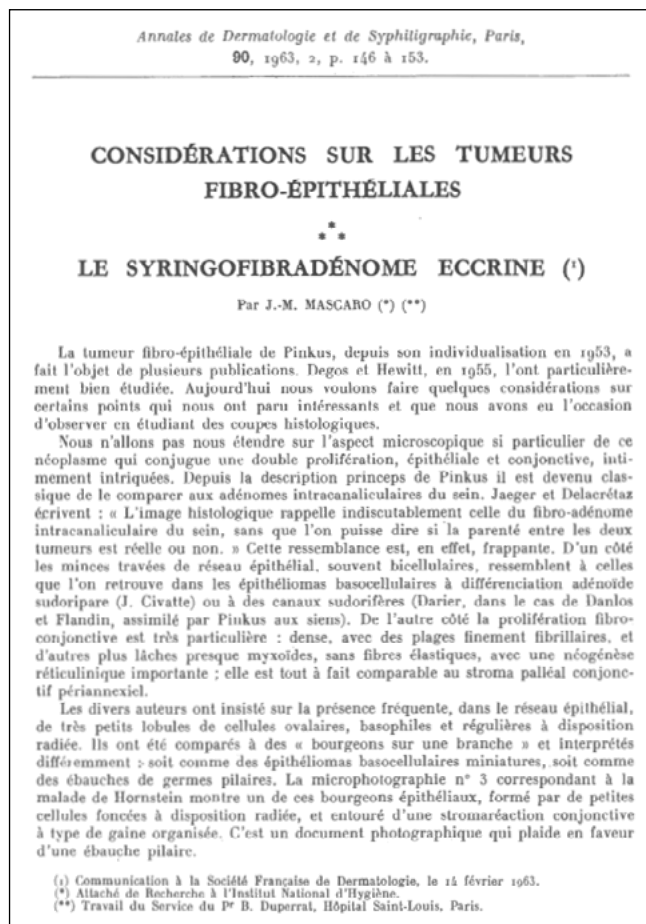 Annales de Dermatologie et de Syphiligraphie, Paris,
90, 1963, 2, p. 146 à 153.
CONSIDÉRATIONS SUR LES TUMEURS
FIBRO-ÉPITHÉLIALES
* * *
LE SYRINGOFIBRADÉNOME ECCRINE (¹)
Par J.-M. MASCARO (*) (**)
La tumeur fibro-épithéliale de Pinkus, depuis son individualisation en 1953, a
fait l'objet de plusieurs publications. Degos et Hewitt, en 1955, l'ont particulière-
ment bien étudiée. Aujourd'hui nous voulons faire quelques considérations sur
certains points qui nous ont paru intéressants et que nous avons eu l'occasion
d'observer en étudiant des coupes histologiques.
Nous n'allons pas nous étendre sur l'aspect microscopique si particulier de ce
néoplasme qui conjugue une double prolifération, épithéliale et conjonctive, inti-
mement intriquées. Depuis la description princeps de Pinkus il est devenu clas-
sique de le comparer aux adénomes intracanaliculaires du sein. Jaeger et Delacrétaz
écrivent : « L'image histologique rappelle indiscutablement celle du fibro-adénome
intracanaliculaire du sein, sans que l'on puisse dire si la parenté entre les deux
tumeurs est réelle ou non. » Cette ressemblance est, en effet, frappante. D'un côté
les minces travées de réseau épithélial, souvent bicellulaires, ressemblent à celles
que l'on retrouve dans les épithéliomas basocellulaires à différenciation adénoïde
sudoripare (J. Civatte) ou à des canaux sudorifères (Darier, dans le cas de Danlos
et Flandin, assimilé par Pinkus aux siens). De l'autre côté la prolifération fibro-
conjonctive est très particulière : dense, avec des plages finement fibrillaires, et
d'autres plus lâches presque myxoïdes, sans fibres élastiques, avec une néogénèse
réticulinique importante ; elle est tout à fait comparable au stroma palléal conjonc-
tif périannexiel.
Les divers auteurs ont insisté sur la présence fréquente, dans le réseau épithélial,
de très petits lobules de cellules ovalaires, basophiles et régulières à disposition
radiée. Ils ont été comparés à des « bourgeons sur une branche » et interprétés
différemment : soit comme des épithéliomas basocellulaires miniatures, soit comme
des ébauches de germes pilaires. La microphotographie n° 3 correspondant à la
malade de Hornstein montre un de ces bourgeons épithéliaux, formé par de petites
cellules foncées à disposition radiée, et entouré d'une stromaréaction conjonctive
à type de gaine organisée. C'est un document photographique qui plaide en faveur
d'une ébauche pilaire.
(1) Communication à la Société Française de Dermatologie, le 14 février 1963.
(*) Attaché de Recherche à l'Institut National d'Hygiène.
(**) Travail du Service du Pr B. Duperrat, Hôpital Saint-Louis, Paris.